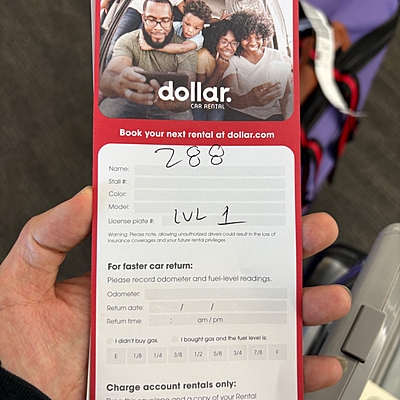 dollar.
CAR RENTAL
Book your next rental at dollar.com
288
Name:
Stall #:
Color:
Model:
License plate#: LVL 1
Warning: Please note, allowing unauthorized drivers could result in the loss of
insurance coverages and your future rental privileges.
For faster car return:
Please record odometer and fuel-level readings.
Odometer:
Return date: / /
Return time: : am / pm
I didn't buy gas. I bought gas and the fuel level is:
E 1/8 1/4 3/8 1/2 5/8 3/4 7/8 F
Charge account rentals only:
envelope and a copy of your Rental